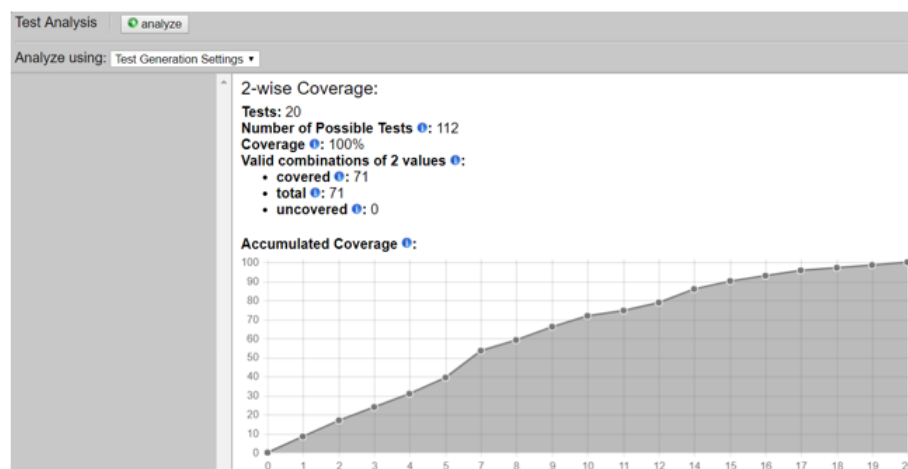 Test Analysis analyze
Analyze using: Test Generation Settings
2-wise Coverage:
Tests: 20
Number of Possible Tests : 112
Coverage : 100%
Valid combinations of 2 values :
• covered : 71
• total : 71
• uncovered : 0
Accumulated Coverage :
100
90
80
70
60
50
40
30
20
10
0
0 1 2 3 4 5 7 8 9 10 11 12 14 15 16 17 18 19